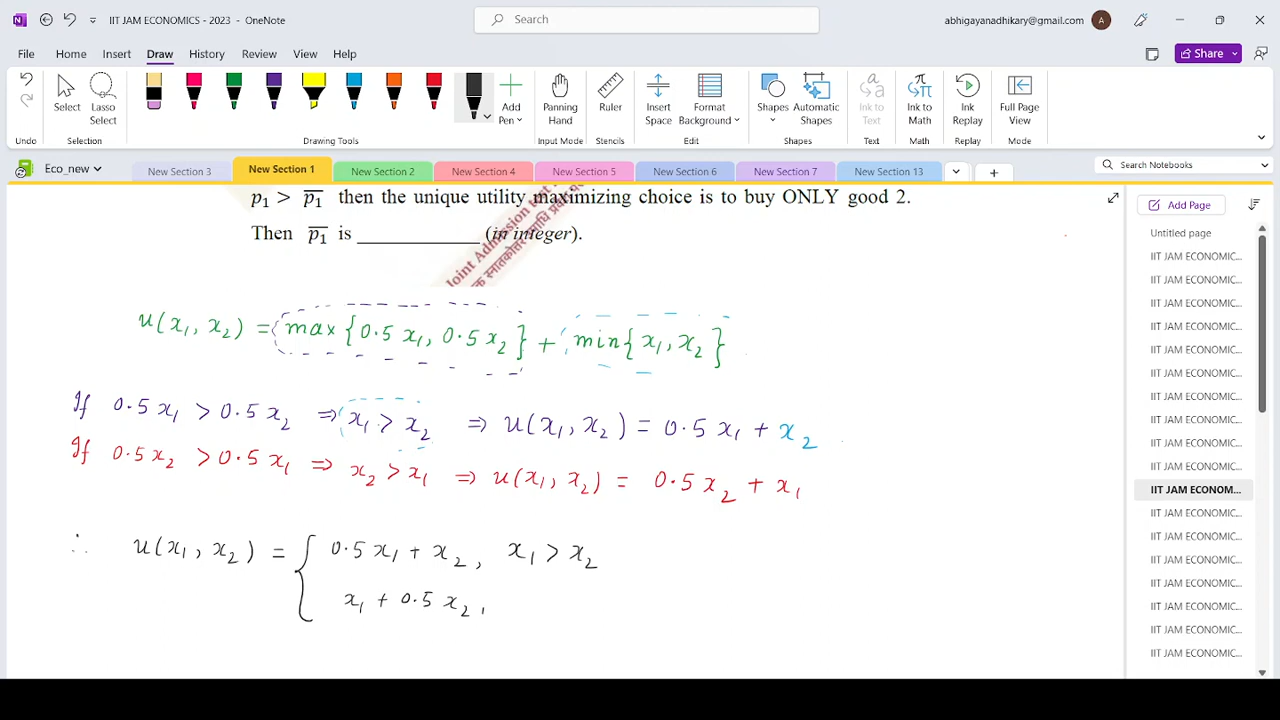 IIT JAM ECONOMICS - 2023 - OneNote
Search
abhigayanadhikary@gmail.com
A
File Home Insert Draw History Review View Help
Share
Undo
Select
Lasso Select
Add Pen
Panning Hand
Ruler
Insert Space
Format Background
Shapes
Automatic Shapes
Ink to Text
Ink to Math
Ink Replay
Full Page View
Undo Selection Drawing Tools Input Mode Stencils Edit Shapes Text Math Replay Mode
Eco_new
New Section 3 New Section 1 New Section 2 New Section 4 New Section 5 New Section 6 New Section 7 New Section 13
Search Notebooks
Add Page
p₁ > p̄₁ then the unique utility maximizing choice is to buy ONLY good 2.
Then p̄₁ is __________ (in integer).
Joint Admission Test
u(x₁, x₂) = max{0.5 x₁, 0.5 x₂} + min{x₁, x₂}
If 0.5 x₁ > 0.5 x₂ ⇒ x₁ > x₂ ⇒ u(x₁, x₂) = 0.5 x₁ + x₂
If 0.5 x₂ > 0.5 x₁ ⇒ x₂ > x₁ ⇒ u(x₁, x₂) = 0.5 x₂ + x₁
∴ u(x₁, x₂) = { 0.5 x₁ + x₂, x₁ > x₂
x₁ + 0.5 x₂,
Untitled page
IIT JAM ECONOMIC...
IIT JAM ECONOMIC...
IIT JAM ECONOMIC...
IIT JAM ECONOMIC...
IIT JAM ECONOMIC...
IIT JAM ECONOMIC...
IIT JAM ECONOMIC...
IIT JAM ECONOMIC...
IIT JAM ECONOMIC...
IIT JAM ECONOMIC...
IIT JAM ECONOM...
IIT JAM ECONOMIC...
IIT JAM ECONOMIC...
IIT JAM ECONOMIC...
IIT JAM ECONOMIC...
IIT JAM ECONOMIC...
IIT JAM ECONOMIC...
IIT JAM ECONOMIC...